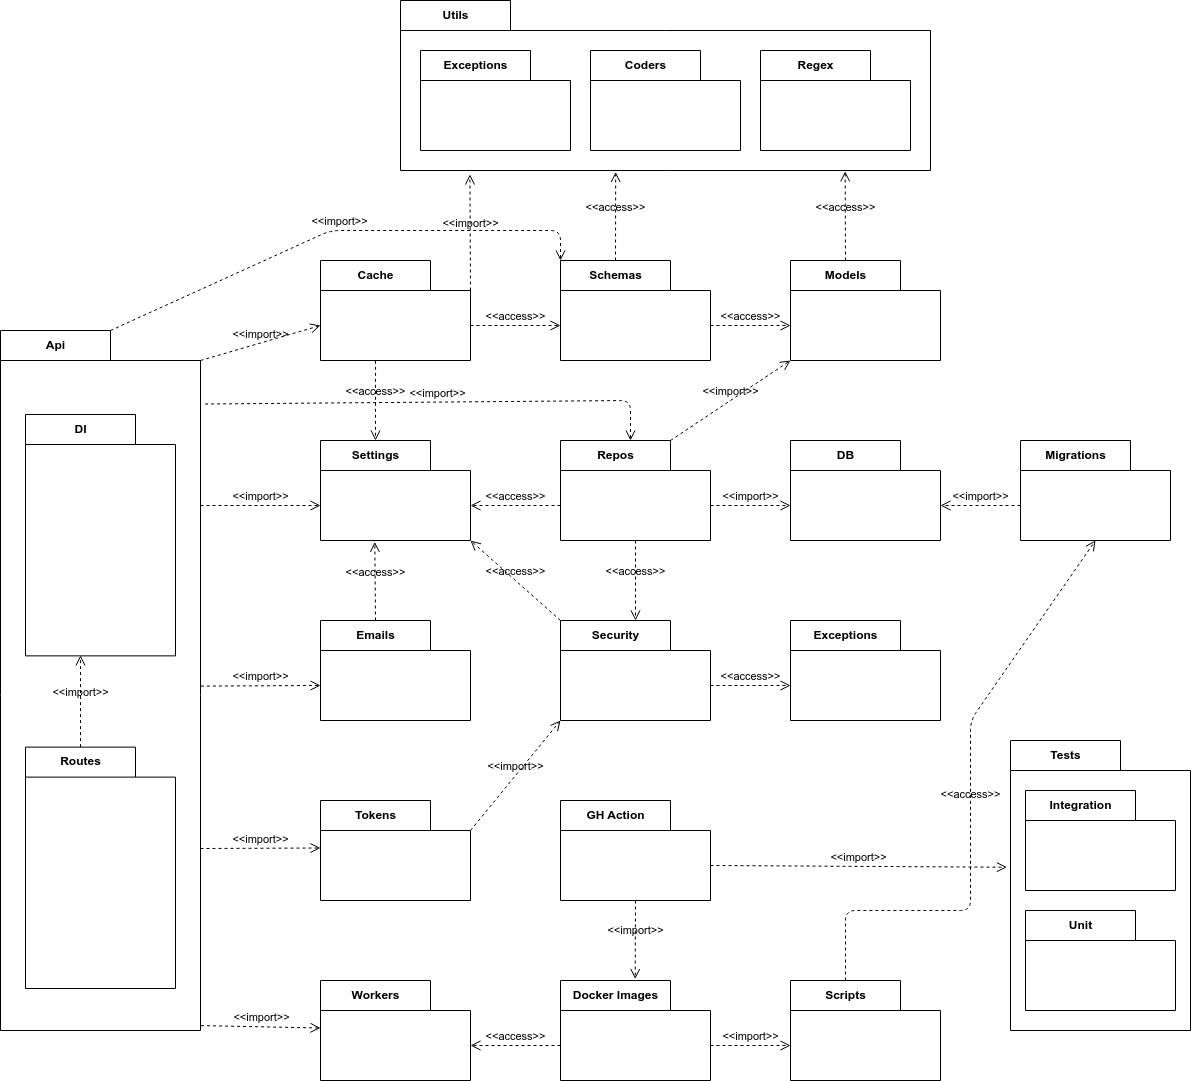 Utils
Exceptions
Coders
Regex
<<access>>
<<access>>
<<import>>
<<import>>
Cache
Schemas
Models
<<access>>
<<access>>
<<import>>
Api
<<access>>
<<import>>
<<import>>
DI
Settings
Repos
DB
Migrations
<<import>>
<<access>>
<<import>>
<<import>>
<<access>>
<<access>>
<<access>>
Emails
Security
Exceptions
<<import>>
<<access>>
<<import>>
Routes
Tests
<<import>>
<<access>>
Integration
Tokens
GH Action
<<import>>
<<import>>
Unit
<<import>>
Workers
Docker Images
Scripts
<<import>>
<<access>>
<<import>>